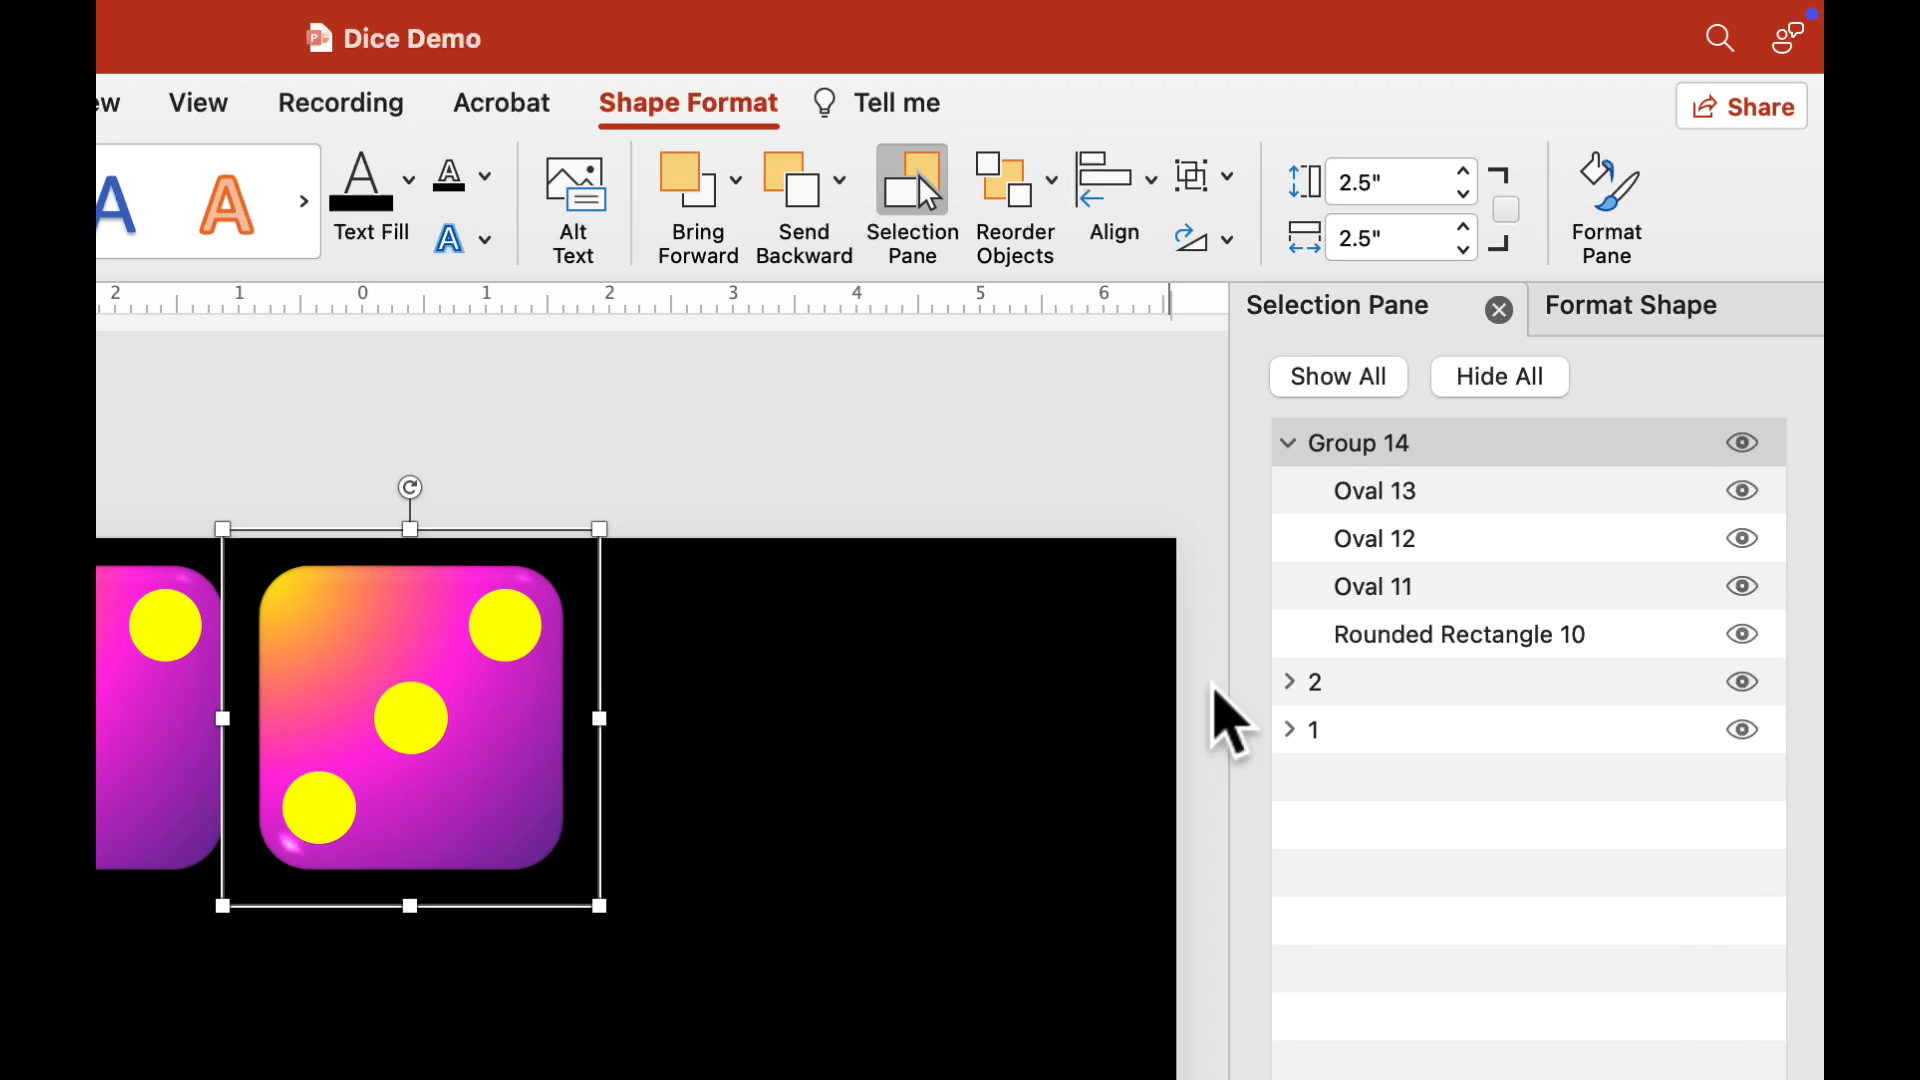 Dice Demo
ew View Recording Acrobat Shape Format Tell me
Share
A A
Text Fill
A
Alt
Text
Bring
Forward
Send
Backward
Selection
Pane
Reorder
Objects
Align
2.5"
2.5"
Format
Pane
2 1 0 1 2 3 4 5 6
Selection Pane
Format Shape
Show All
Hide All
Group 14
Oval 13
Oval 12
Oval 11
Rounded Rectangle 10
2
1